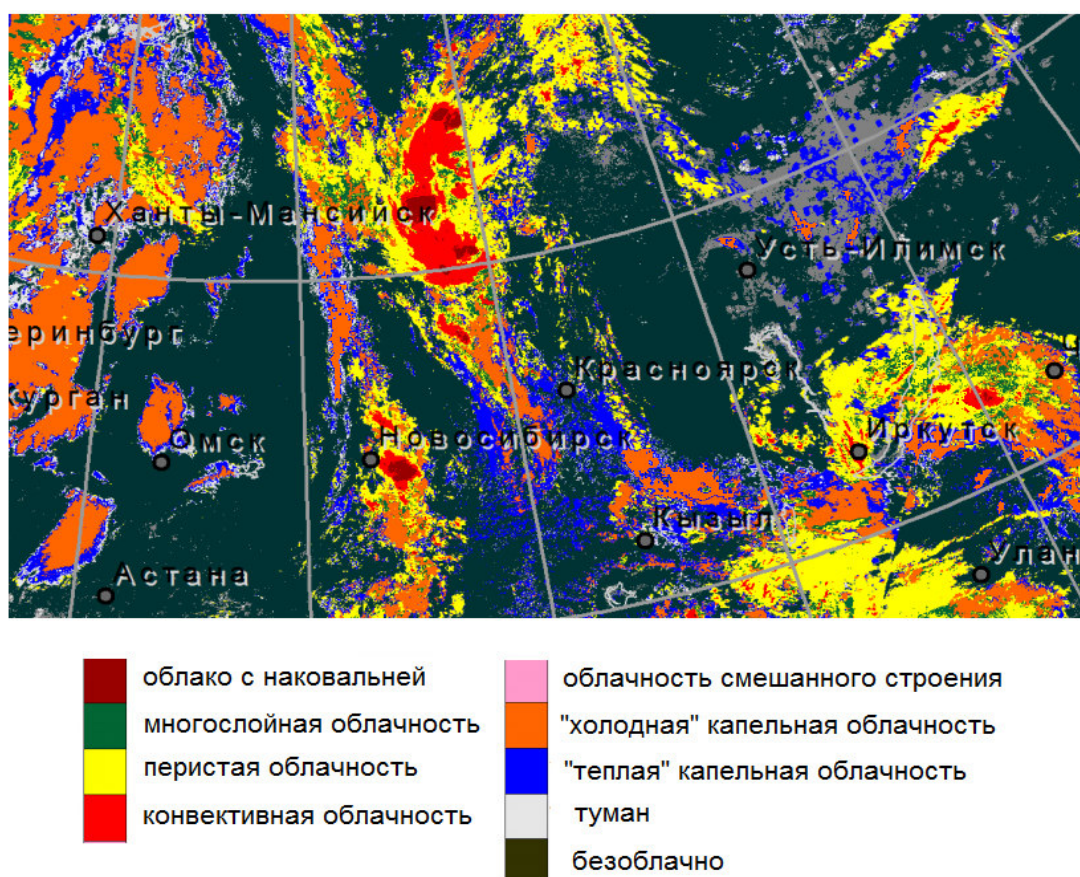 Ханты-Мансийск
Усть-Илимск
еринбург
Красноярск
курган
Омск
Новосибирск
Иркутск
Кызыл
Астана
Улан
облако с наковальней
многослойная облачность
перистая облачность
конвективная облачность
облачность смешанного строения
"холодная" капельная облачность
"теплая" капельная облачность
туман
безоблачно